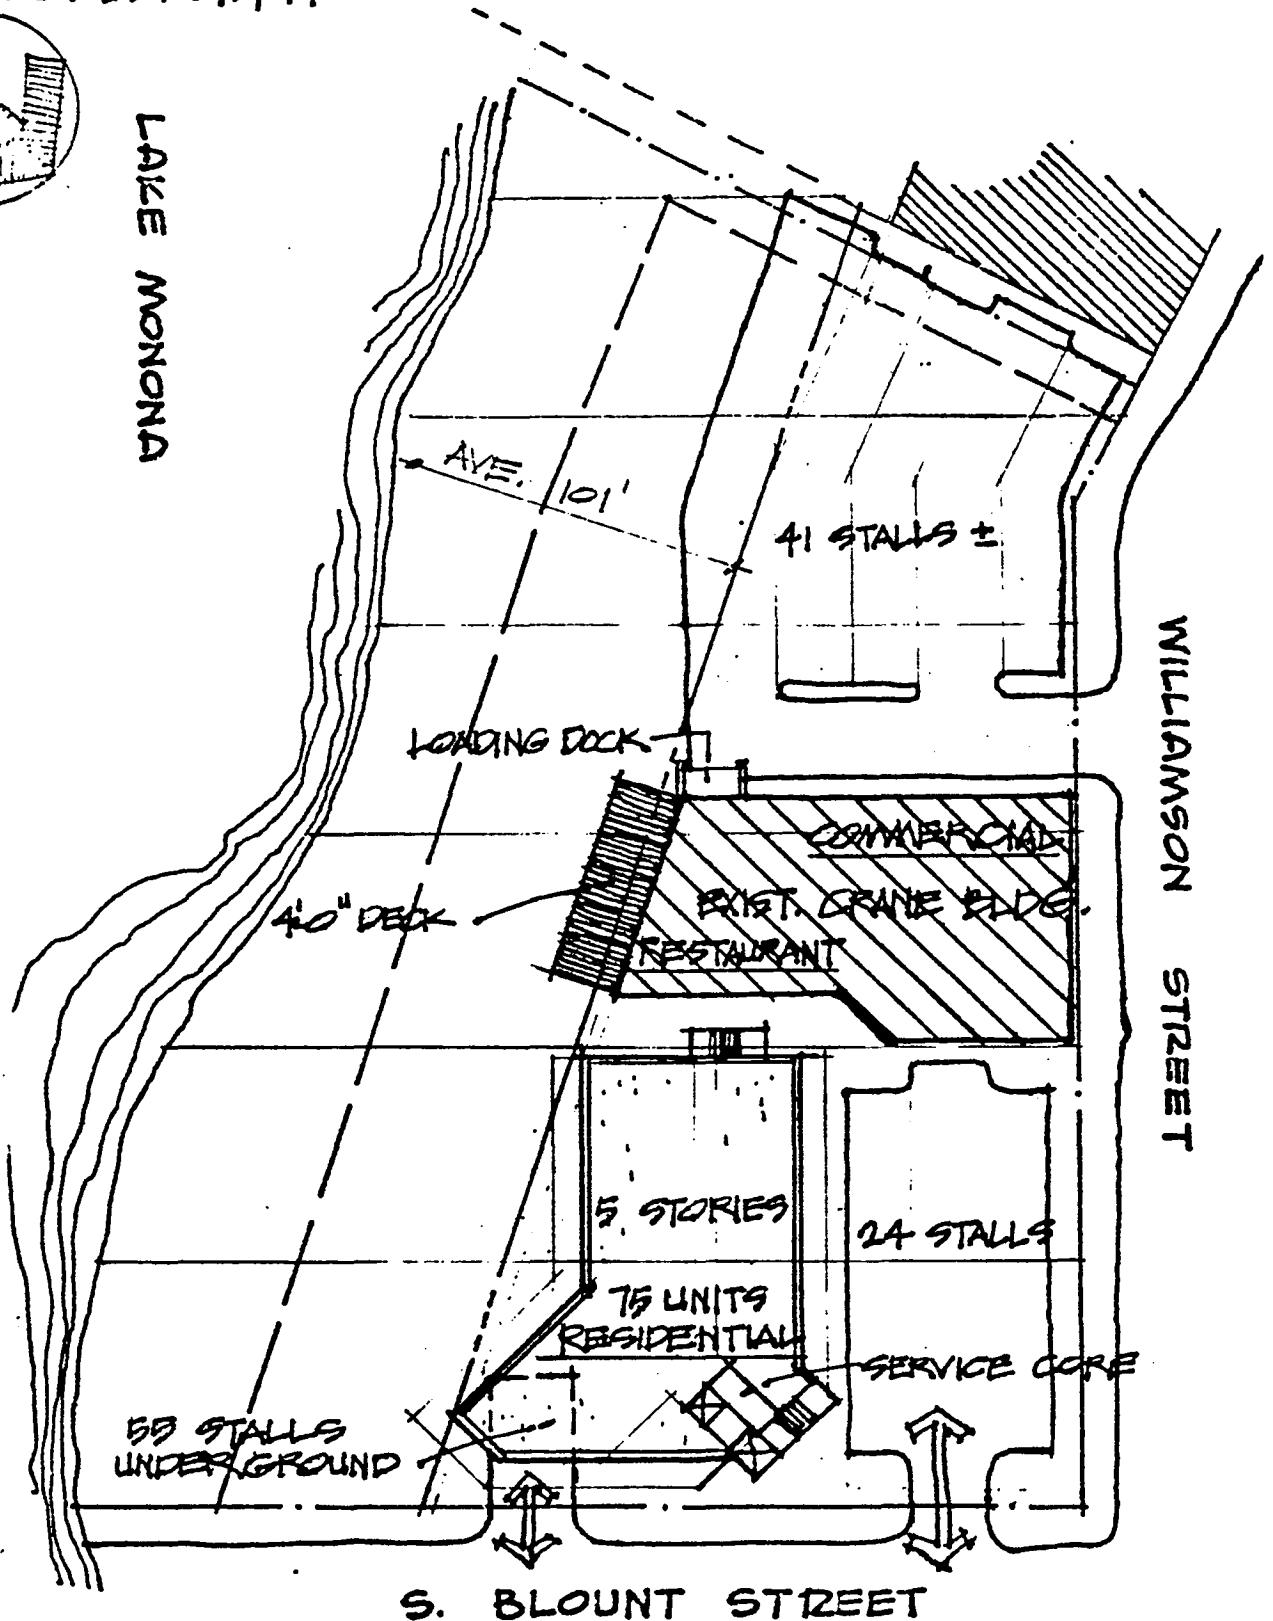 LAKE MONONA
AVE. 101'
41 STALLS ±
WILLIAMSON STREET
LOADING DOCK
COMMERCIAL
4'0" DECK
EXIST. CRANE BLDG.
RESTAURANT
5 STORIES
24 STALLS
75 UNITS
RESIDENTIAL
SERVICE CORE
55 STALLS
UNDERGROUND
S. BLOUNT STREET